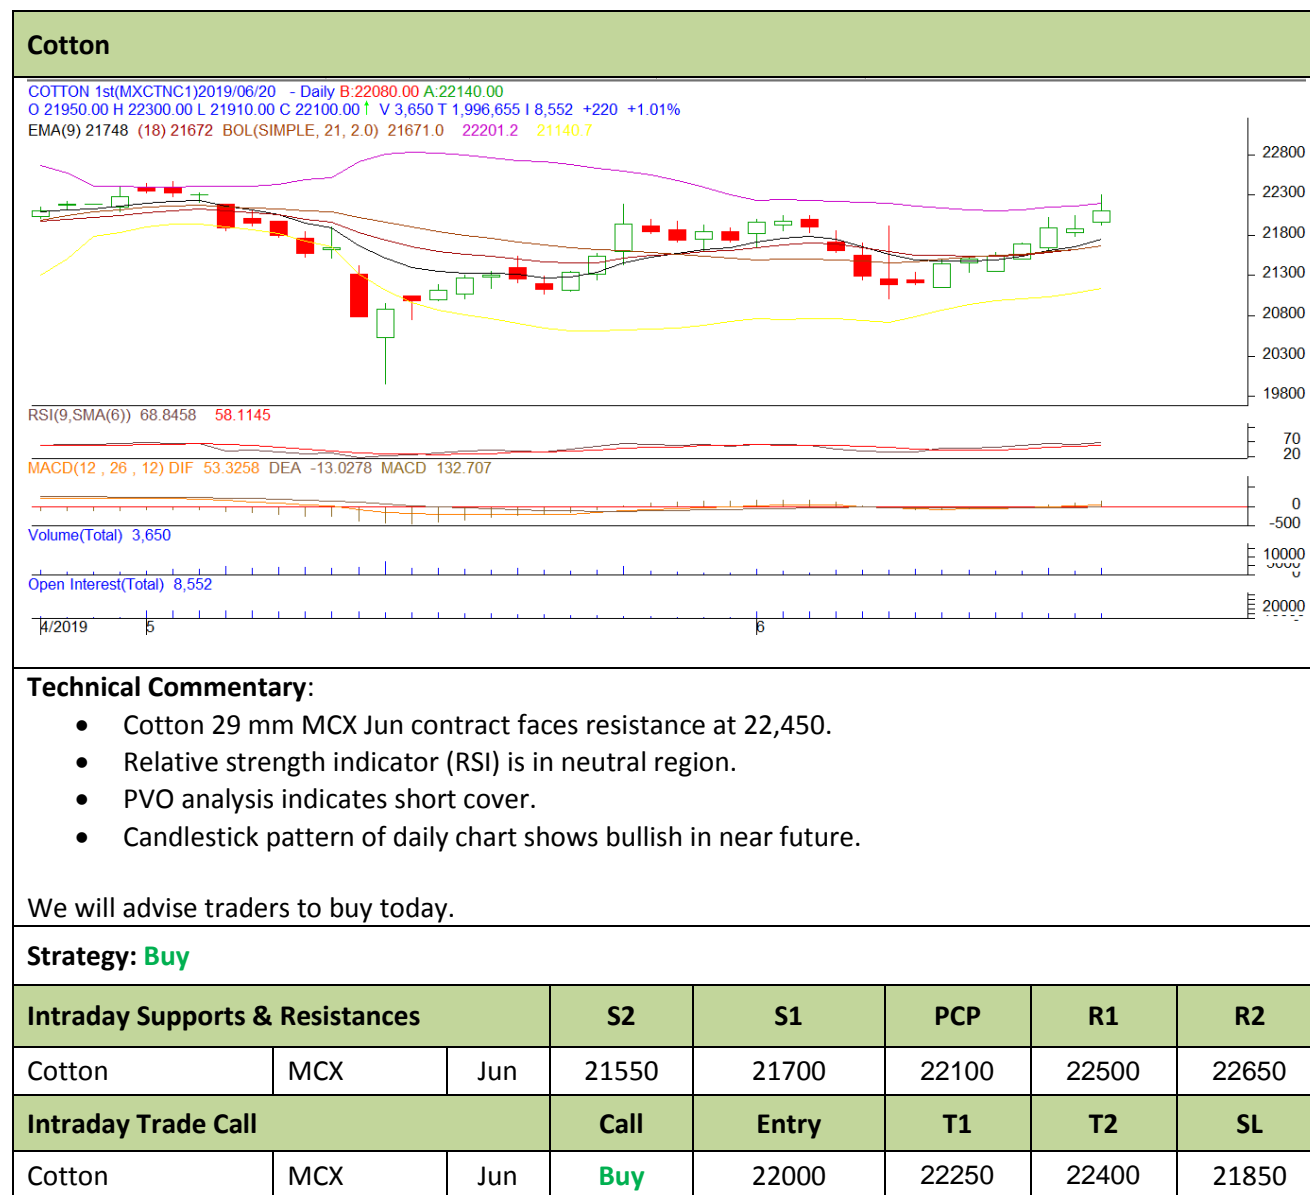 Cotton
COTTON 1st(MXCTNC1)2019/06/20 - Daily B:22080.00 A:22140.00
O 21950.00 H 22300.00 L 21910.00 C 22100.00↑ V 3,650 T 1,996,655 I 8,552 +220 +1.01%
EMA(9) 21748 (18) 21672 BOL(SIMPLE, 21, 2.0) 21671.0 22201.2 21140.7
22800
22300
21800
21300
20800
20300
19800
RSI(9,SMA(6)) 68.8458 58.1145
70
20
MACD(12 , 26 , 12) DIF 53.3258 DEA -13.0278 MACD 132.707
0
-500
Volume(Total) 3,650
10000
Open Interest(Total) 8,552
20000
4/2019 5 6
Technical Commentary:
• Cotton 29 mm MCX Jun contract faces resistance at 22,450.
• Relative strength indicator (RSI) is in neutral region.
• PVO analysis indicates short cover.
• Candlestick pattern of daily chart shows bullish in near future.
We will advise traders to buy today.
Strategy: Buy
Intraday Supports & Resistances S2 S1 PCP R1 R2
Cotton MCX Jun 21550 21700 22100 22500 22650
Intraday Trade Call Call Entry T1 T2 SL
Cotton MCX Jun Buy 22000 22250 22400 21850